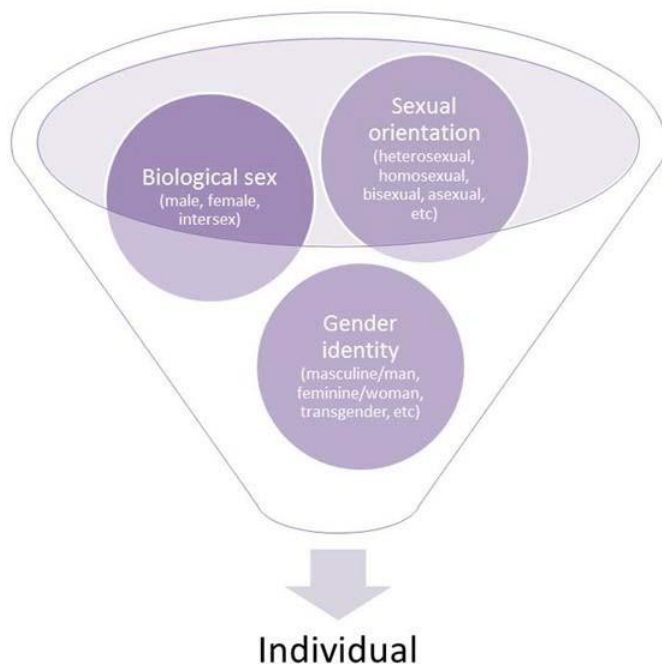 Sexual
orientation
(heterosexual,
homosexual,
bisexual, asexual,
etc)
Biological sex
(male, female,
intersex)
Gender
identity
(masculine/man,
feminine/woman,
transgender, etc)
Individual